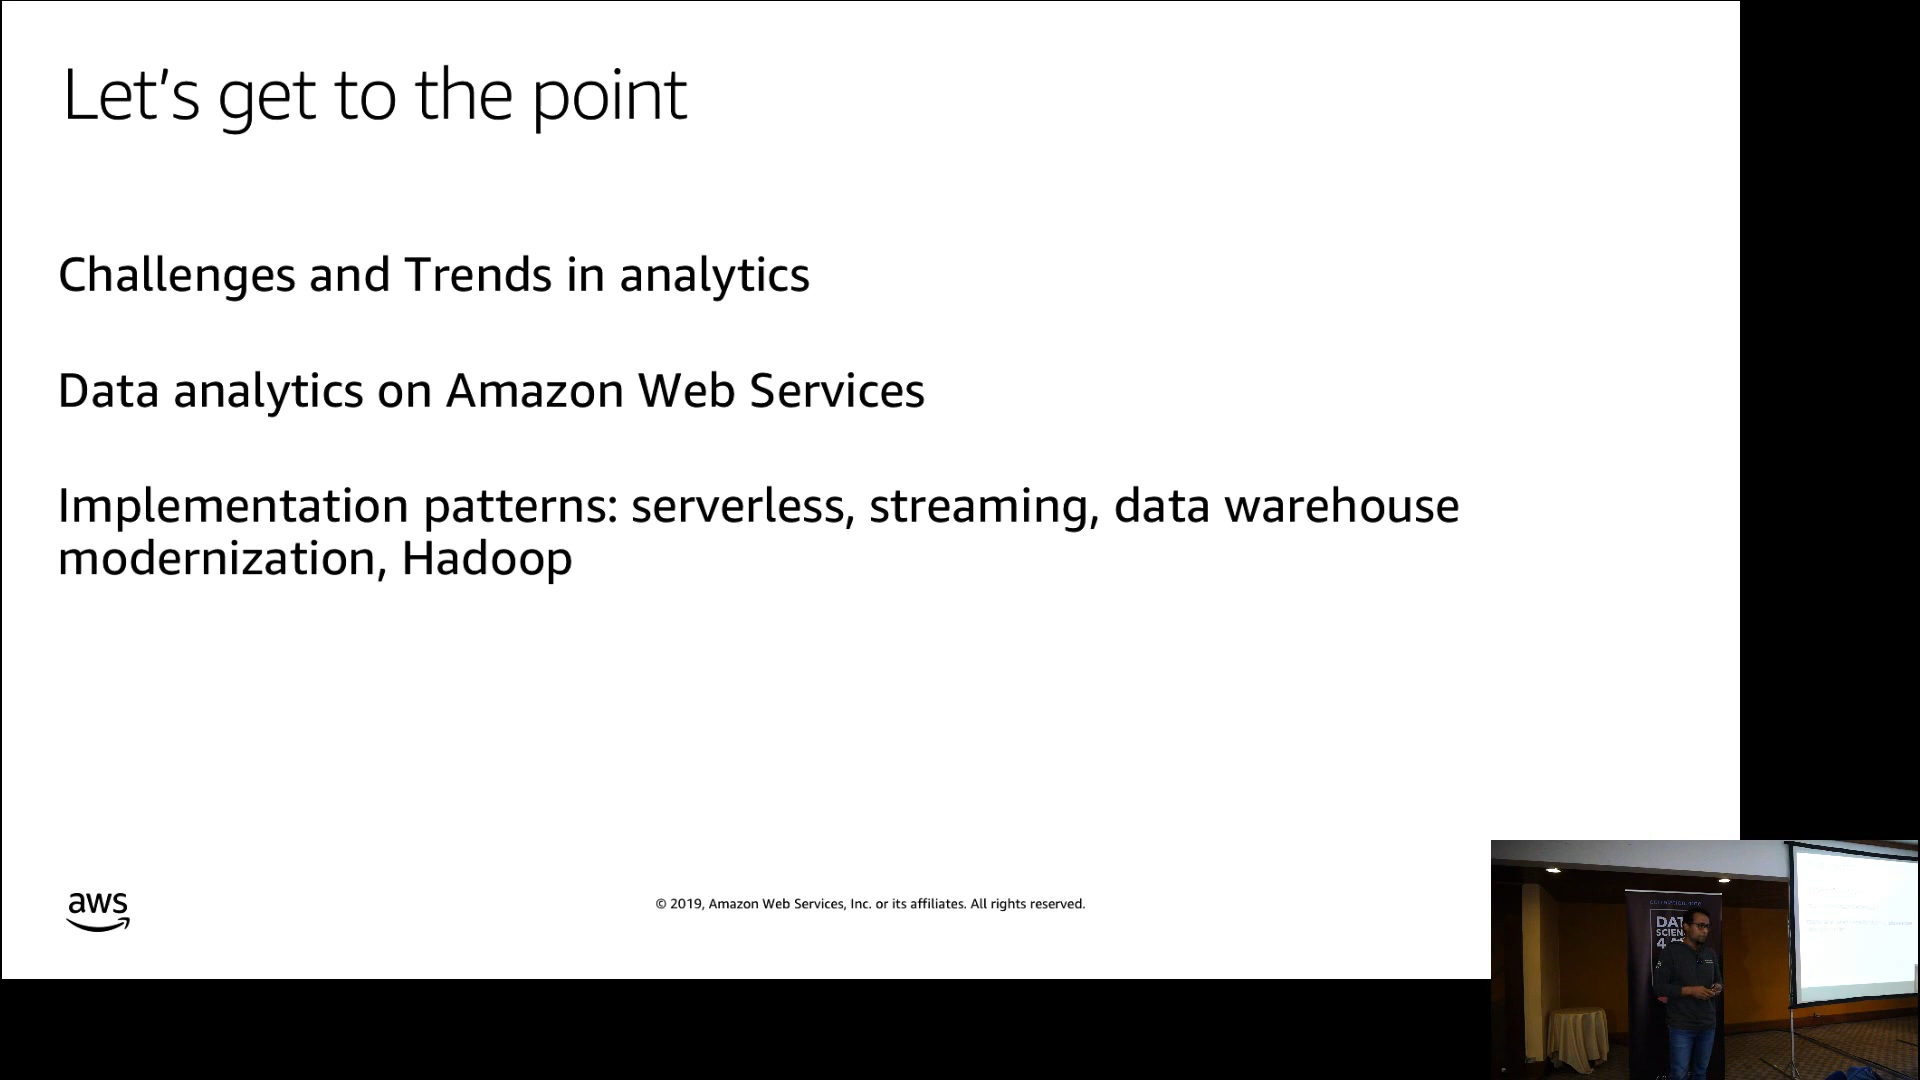 Let's get to the point
Challenges and Trends in analytics
Data analytics on Amazon Web Services
Implementation patterns: serverless, streaming, data warehouse
modernization, Hadoop
aws
© 2019, Amazon Web Services, Inc. or its affiliates. All rights reserved.
4